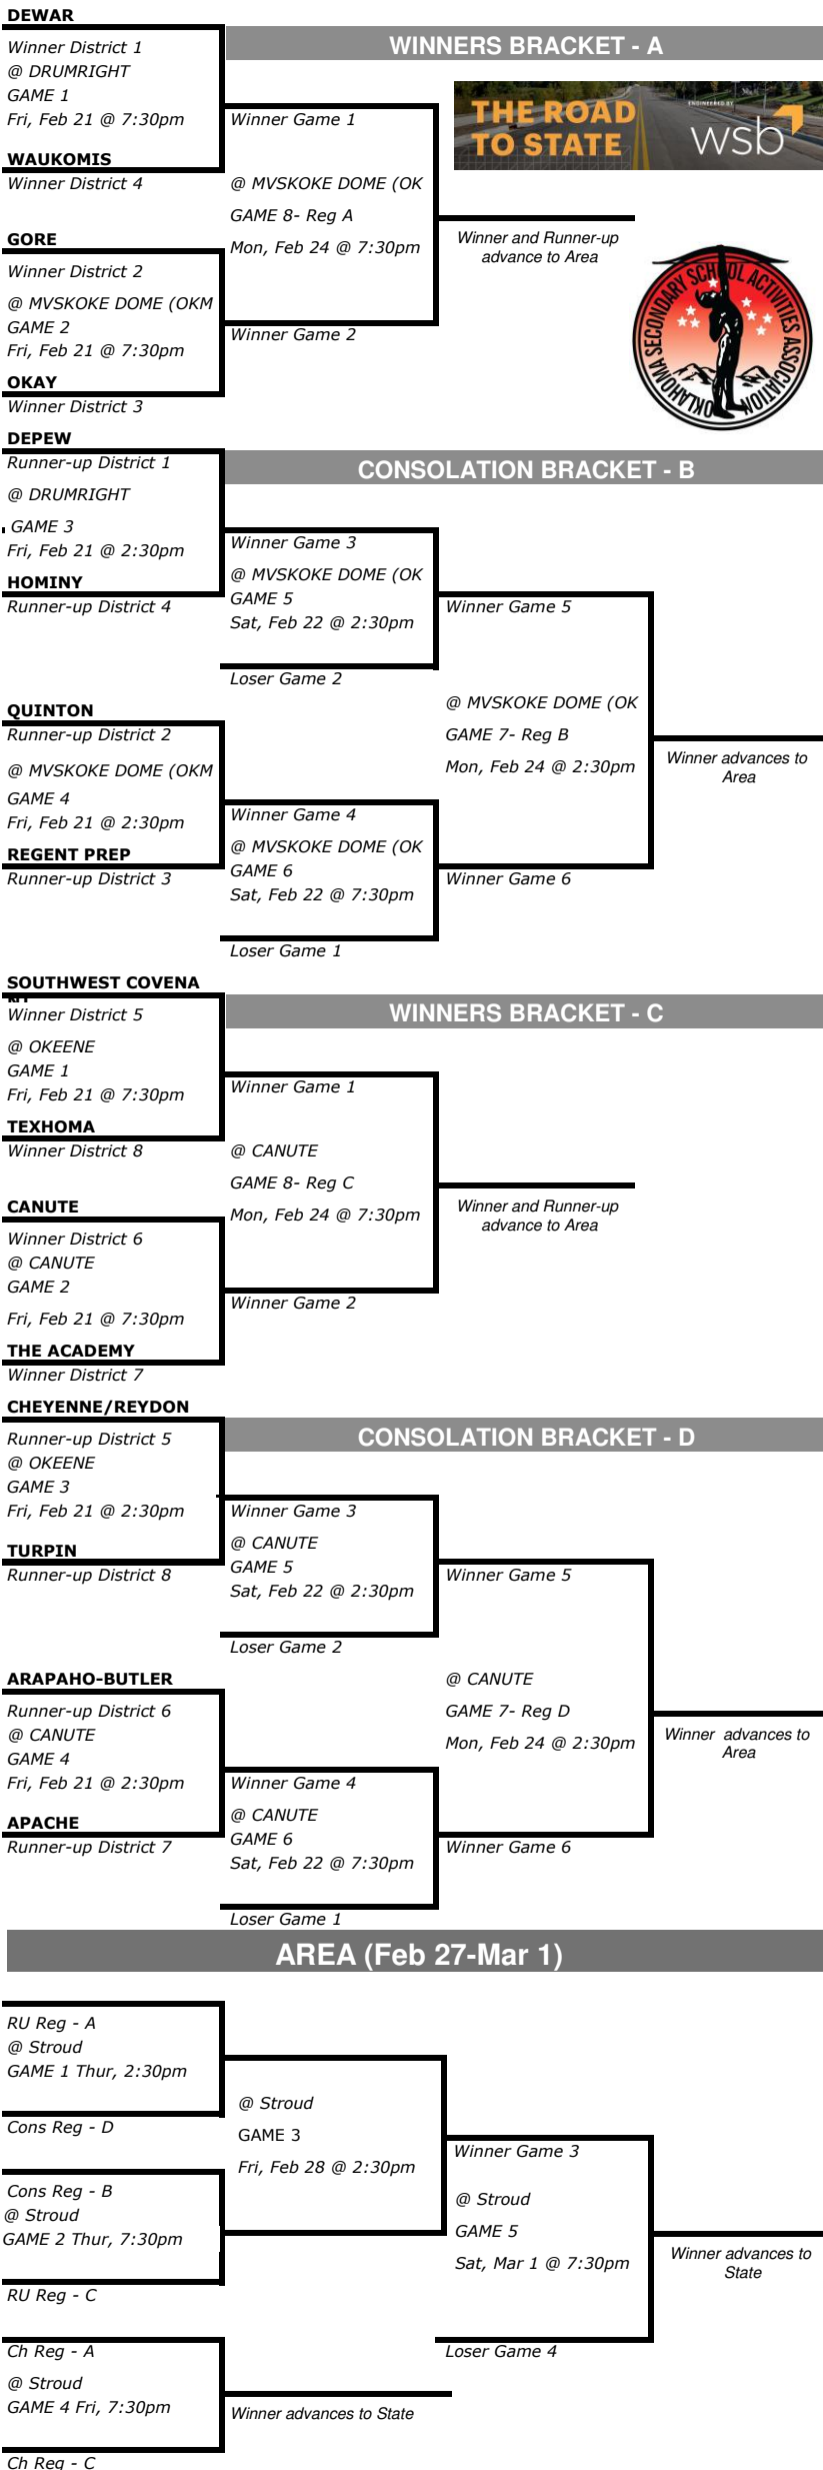 DEWAR
WINNERS BRACKET - A
Winner District 1
@ DRUMRIGHT
GAME 1
Fri, Feb 21 @ 7:30pm
WAUKOMIS
Winner District 4
THE ROAD
TO STATE
ENGINEERED BY
wsb
Winner Game 1
@ MVSKOKE DOME (OK
GAME 8- Reg A
Mon, Feb 24 @ 7:30pm
Winner Game 2
Winner and Runner-up
advance to Area
OKLAHOMA SECONDARY SCHOOL ACTIVITIES ASSOCIATION
GORE
Winner District 2
@ MVSKOKE DOME (OKM
GAME 2
Fri, Feb 21 @ 7:30pm
OKAY
Winner District 3
DEPEW
CONSOLATION BRACKET - B
Runner-up District 1
@ DRUMRIGHT
GAME 3
Fri, Feb 21 @ 2:30pm
HOMINY
Runner-up District 4
Winner Game 3
@ MVSKOKE DOME (OK
GAME 5
Sat, Feb 22 @ 2:30pm
Loser Game 2
Winner Game 5
@ MVSKOKE DOME (OK
GAME 7- Reg B
Mon, Feb 24 @ 2:30pm
Winner Game 6
Winner advances to
Area
QUINTON
Runner-up District 2
@ MVSKOKE DOME (OKM
GAME 4
Fri, Feb 21 @ 2:30pm
REGENT PREP
Runner-up District 3
Winner Game 4
@ MVSKOKE DOME (OK
GAME 6
Sat, Feb 22 @ 7:30pm
Loser Game 1
SOUTHWEST COVENA
WINNERS BRACKET - C
Winner District 5
@ OKEENE
GAME 1
Fri, Feb 21 @ 7:30pm
TEXHOMA
Winner District 8
Winner Game 1
@ CANUTE
GAME 8- Reg C
Mon, Feb 24 @ 7:30pm
Winner Game 2
Winner and Runner-up
advance to Area
CANUTE
Winner District 6
@ CANUTE
GAME 2
Fri, Feb 21 @ 7:30pm
THE ACADEMY
Winner District 7
CHEYENNE/REYDON
CONSOLATION BRACKET - D
Runner-up District 5
@ OKEENE
GAME 3
Fri, Feb 21 @ 2:30pm
TURPIN
Runner-up District 8
Winner Game 3
@ CANUTE
GAME 5
Sat, Feb 22 @ 2:30pm
Loser Game 2
Winner Game 5
@ CANUTE
GAME 7- Reg D
Mon, Feb 24 @ 2:30pm
Winner Game 6
Winner advances to
Area
ARAPAHO-BUTLER
Runner-up District 6
@ CANUTE
GAME 4
Fri, Feb 21 @ 2:30pm
APACHE
Runner-up District 7
Winner Game 4
@ CANUTE
GAME 6
Sat, Feb 22 @ 7:30pm
Loser Game 1
AREA (Feb 27-Mar 1)
RU Reg - A
@ Stroud
GAME 1 Thur, 2:30pm
Cons Reg - D
Cons Reg - B
@ Stroud
GAME 2 Thur, 7:30pm
RU Reg - C
@ Stroud
GAME 3
Fri, Feb 28 @ 2:30pm
Winner Game 3
@ Stroud
GAME 5
Sat, Mar 1 @ 7:30pm
Loser Game 4
Winner advances to
State
Ch Reg - A
@ Stroud
GAME 4 Fri, 7:30pm
Ch Reg - C
Winner advances to State